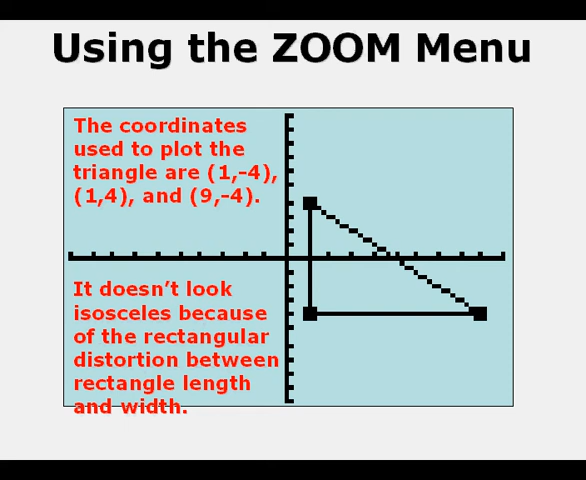 Using the ZOOM Menu
The coordinates
used to plot the
triangle are (1,-4),
(1,4), and (9,-4).
It doesn’t look
isosceles because
of the rectangular
distortion between
rectangle length
and width.